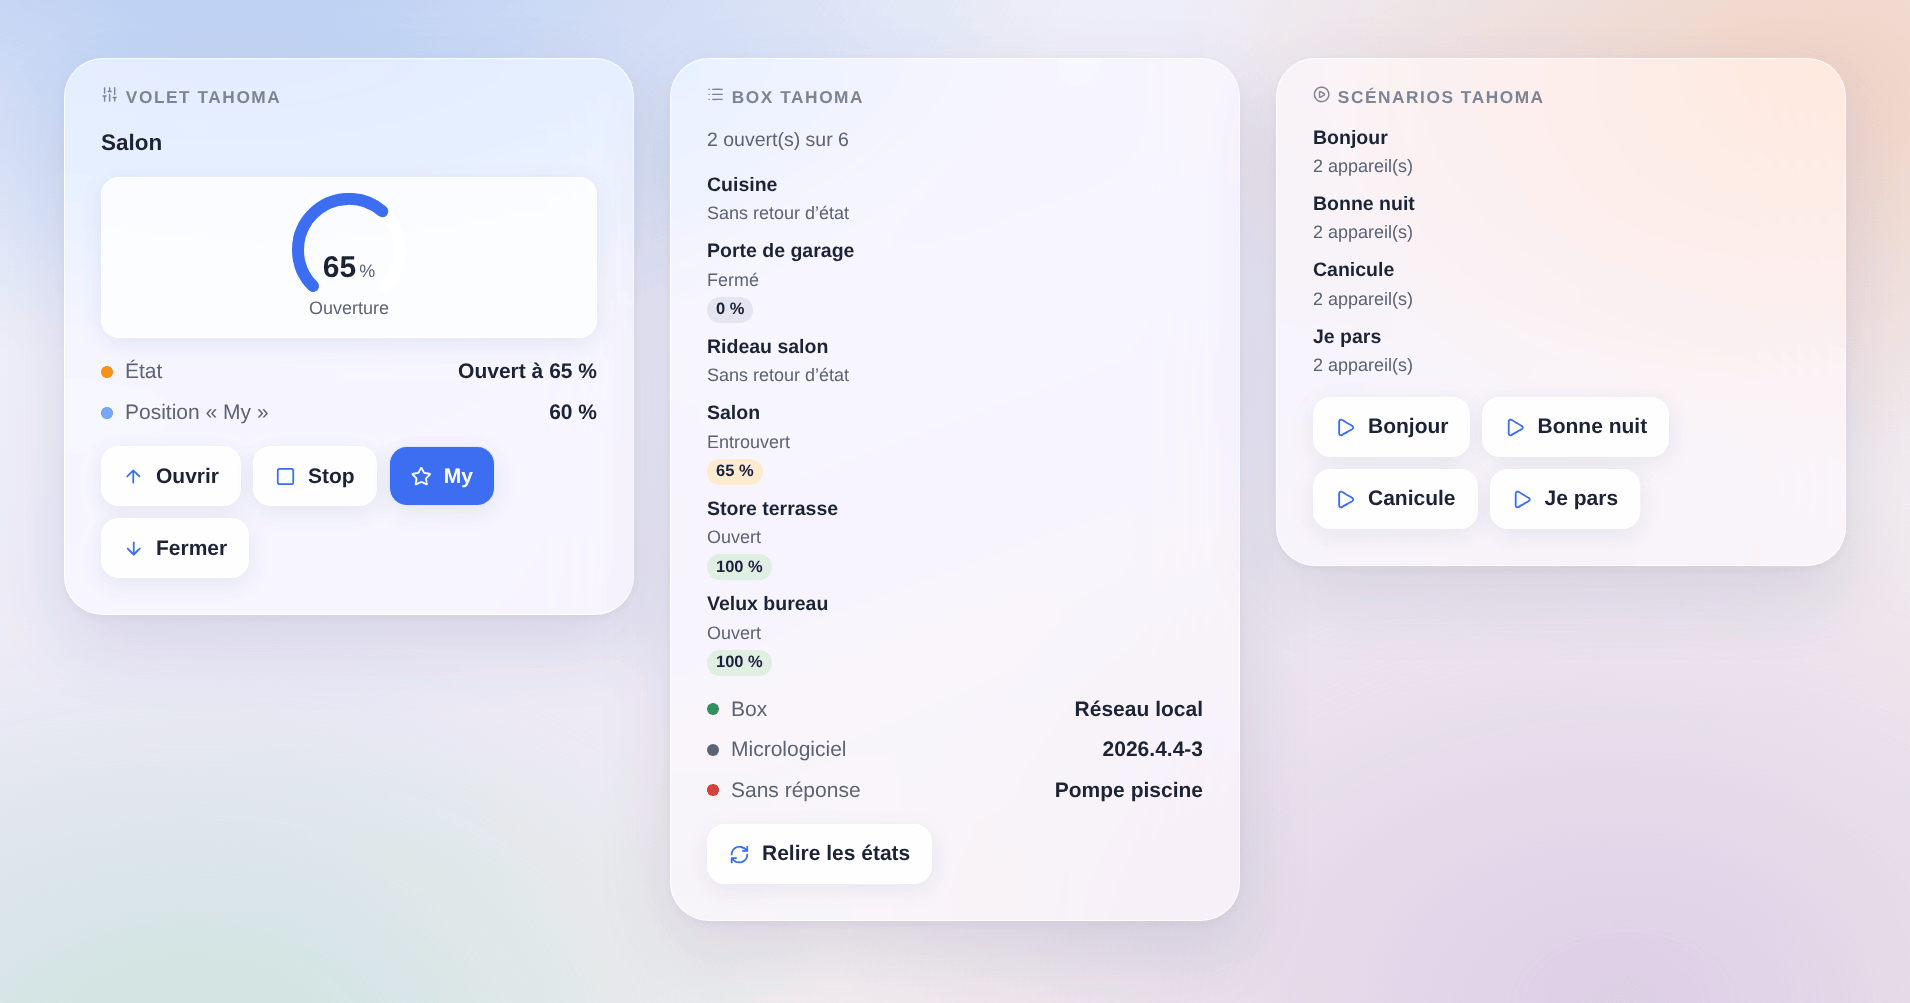 VOLET TAHOMA
Salon
65 %
Ouverture
État Ouvert à 65 %
Position « My » 60 %
Ouvrir Stop My
Fermer
BOX TAHOMA
2 ouvert(s) sur 6
Cuisine
Sans retour d’état
Porte de garage
Fermé
0 %
Rideau salon
Sans retour d’état
Salon
Entrouvert
65 %
Store terrasse
Ouvert
100 %
Velux bureau
Ouvert
100 %
Box Réseau local
Micrologiciel 2026.4.4-3
Sans réponse Pompe piscine
Relire les états
SCÉNARIOS TAHOMA
Bonjour
2 appareil(s)
Bonne nuit
2 appareil(s)
Canicule
2 appareil(s)
Je pars
2 appareil(s)
Bonjour Bonne nuit
Canicule Je pars